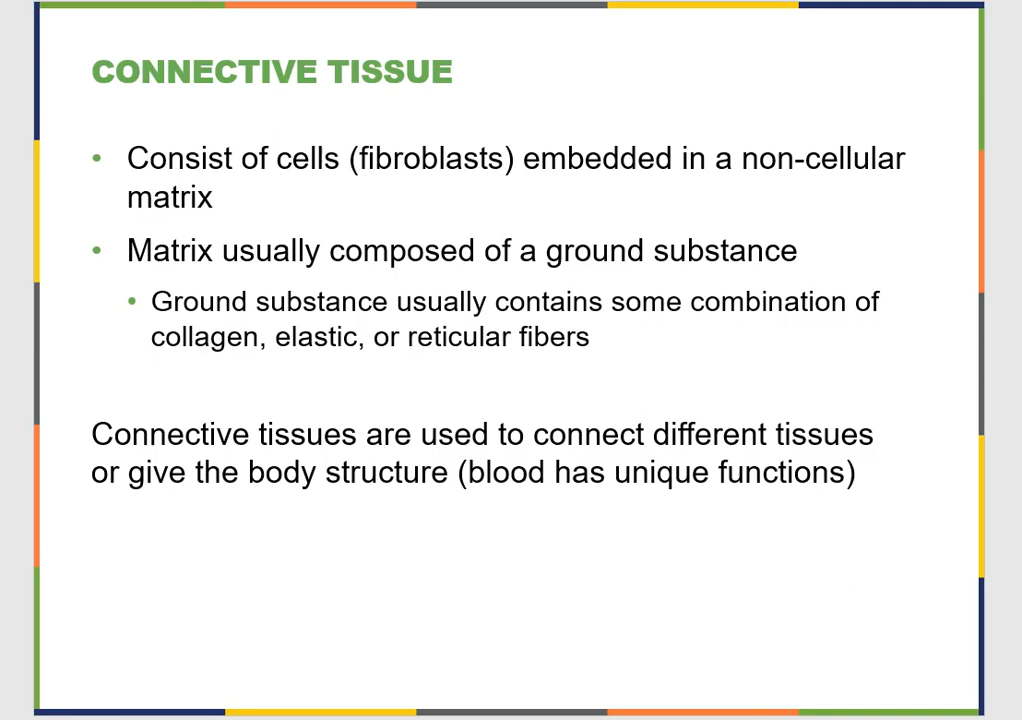 CONNECTIVE TISSUE
• Consist of cells (fibroblasts) embedded in a non-cellular
matrix
• Matrix usually composed of a ground substance
• Ground substance usually contains some combination of
collagen, elastic, or reticular fibers
Connective tissues are used to connect different tissues
or give the body structure (blood has unique functions)